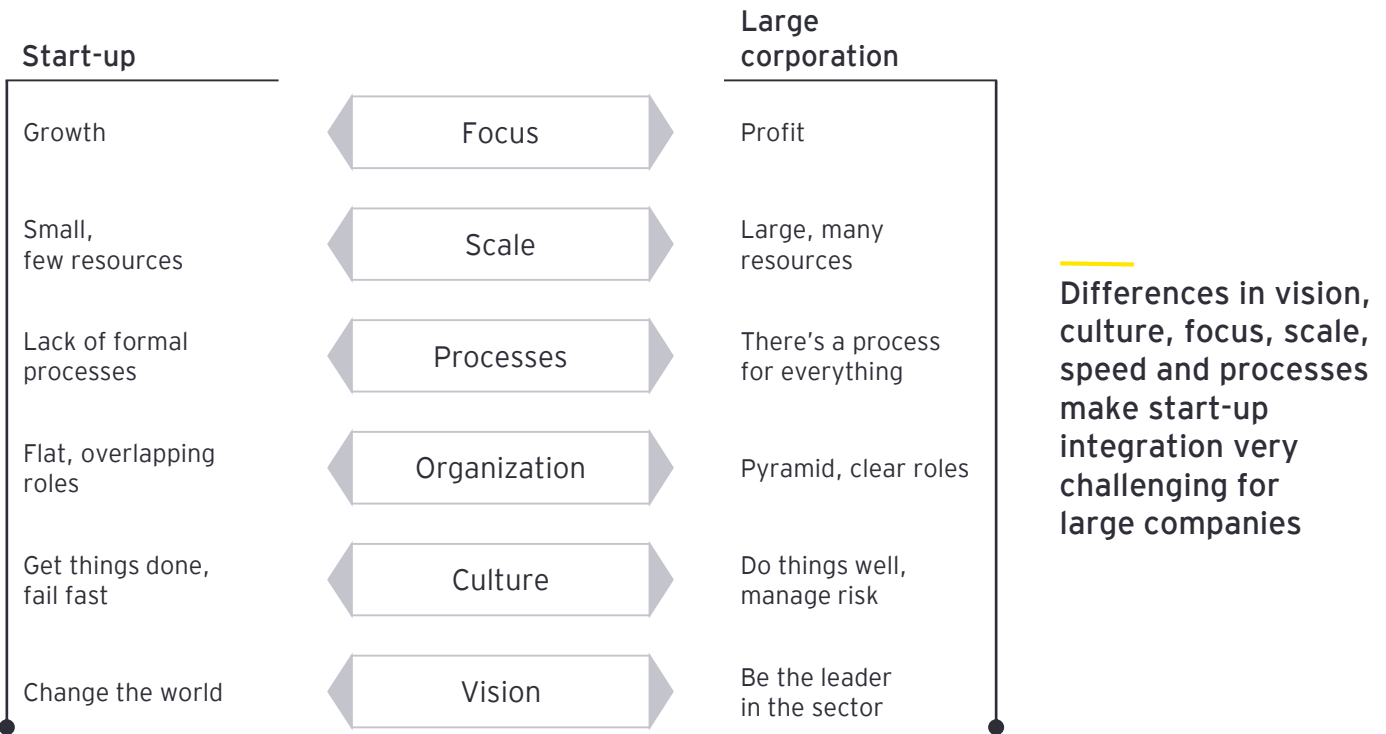 Start-up
Large
corporation
Growth
Focus
Profit
Small,
few resources
Scale
Large, many
resources
Lack of formal
processes
Processes
There's a process
for everything
Flat, overlapping
roles
Organization
Pyramid, clear roles
Get things done,
fail fast
Culture
Do things well,
manage risk
Change the world
Vision
Be the leader
in the sector
Differences in vision,
culture, focus, scale,
speed and processes
make start-up
integration very
challenging for
large companies